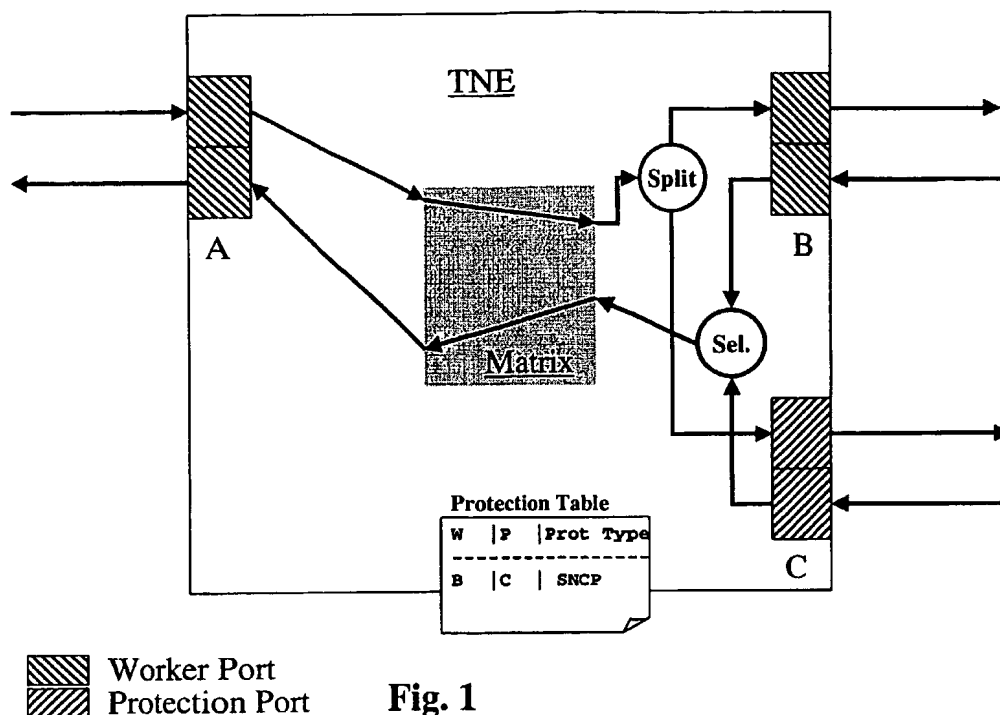 TNE
Split
A
B
Sel.
Matrix
Protection Table
W |P |Prot Type
-----------------
B |C | SNCP
C
Worker Port
Protection Port
Fig. 1